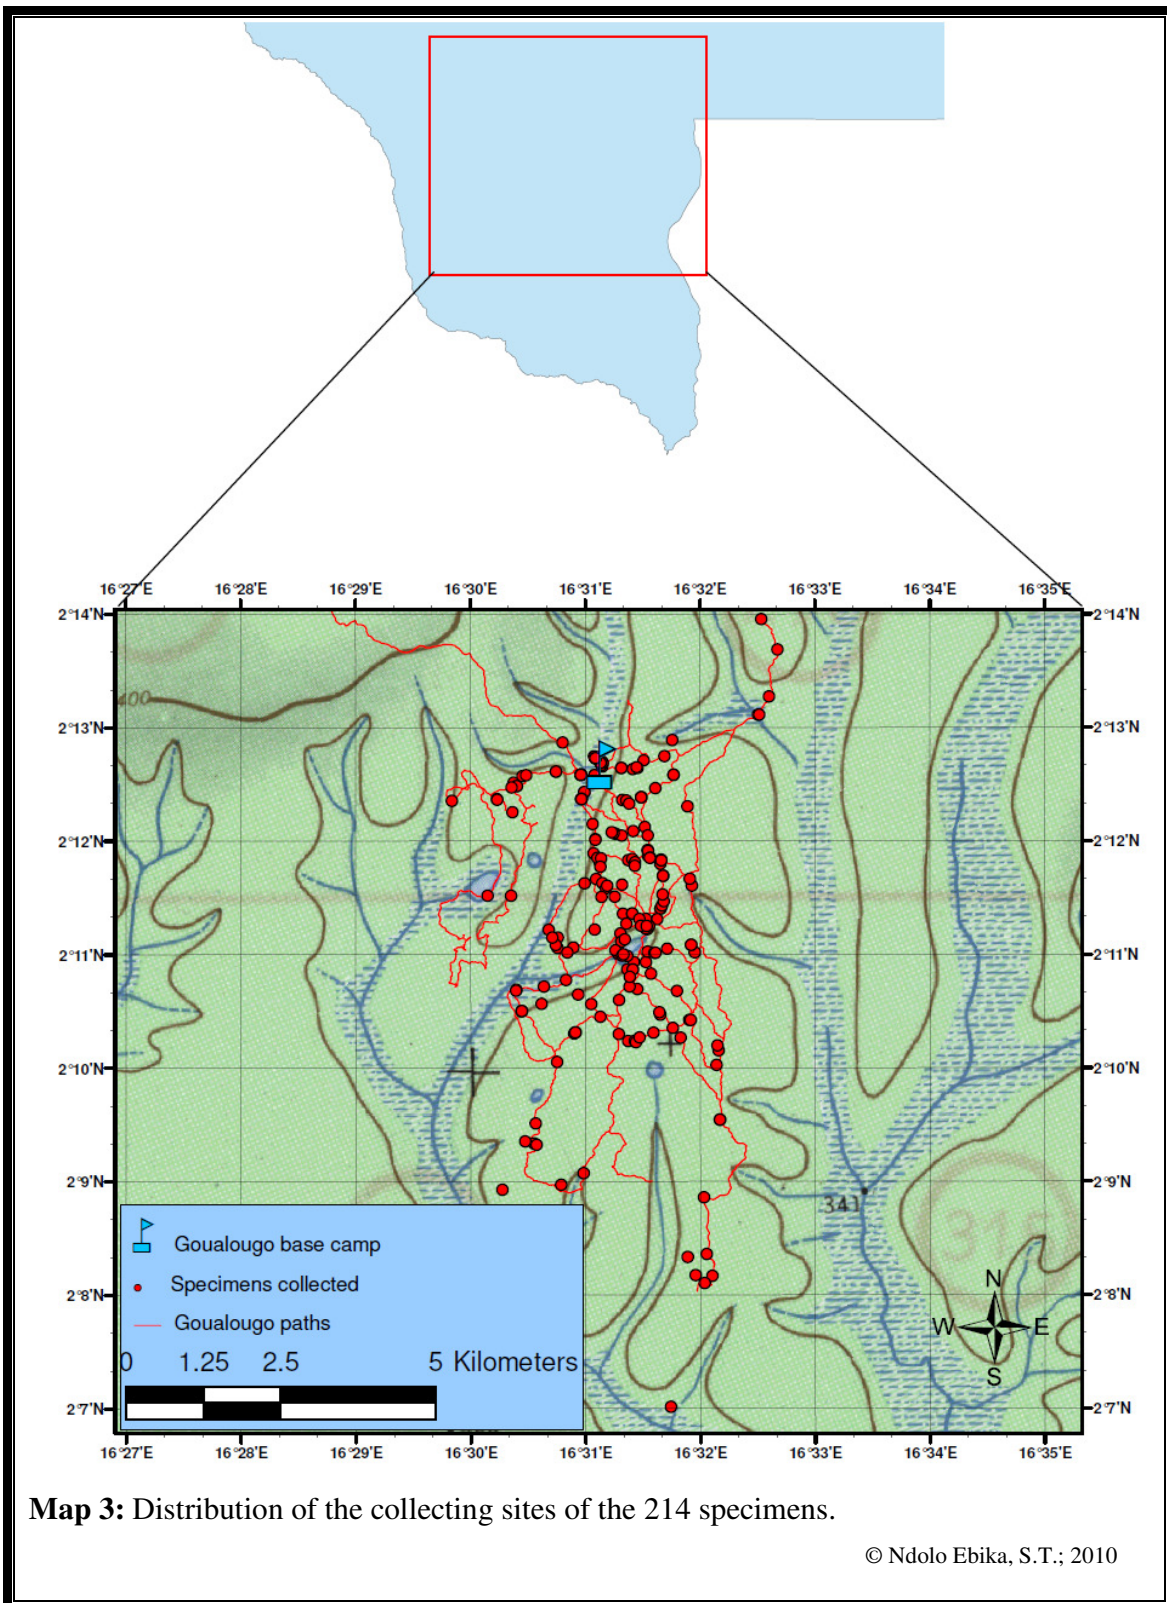 16°27'E 16°28'E 16°29'E 16°30'E 16°31'E 16°32'E 16°33'E 16°34'E 16°35'E
2°14'N 2°14'N
400
2°13'N 2°13'N
2°12'N 2°12'N
2°11'N 2°11'N
2°10'N 2°10'N
2°9'N 2°9'N
341
315
Goualougo base camp
Specimens collected
N
2°8'N 2°8'N
Goualougo paths
W E
0 1.25 2.5 5 Kilometers
S
2°7'N 2°7'N
16°27'E 16°28'E 16°29'E 16°30'E 16°31'E 16°32'E 16°33'E 16°34'E 16°35'E
Map 3: Distribution of the collecting sites of the 214 specimens.
© Ndolo Ebika, S.T.; 2010